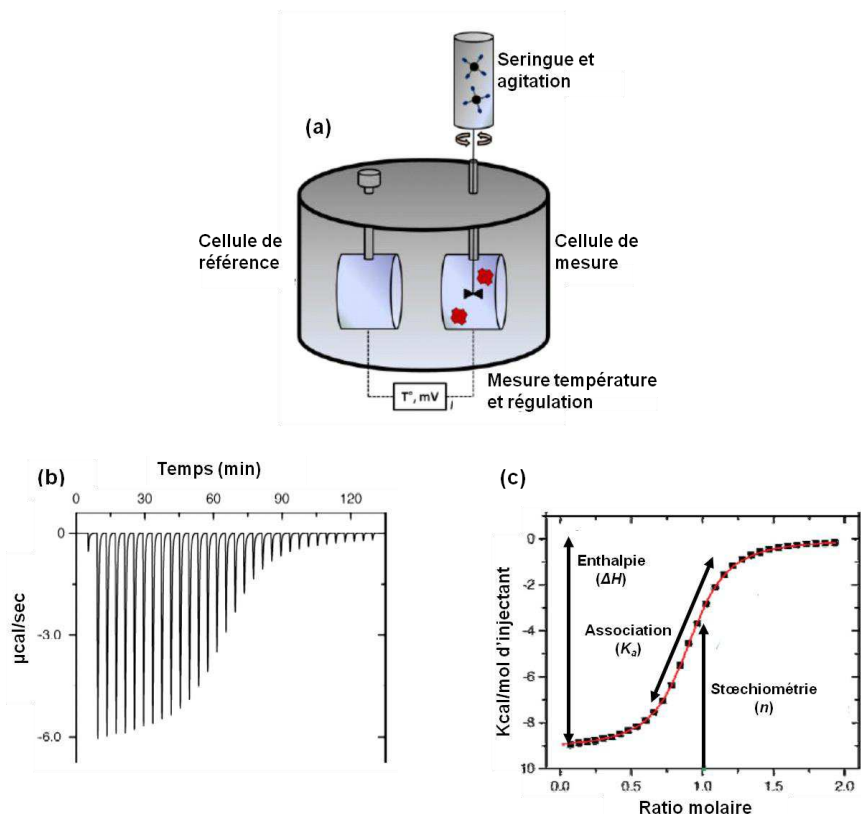 Seringue et
agitation
(a)
Cellule de
référence
Cellule de
mesure
Mesure température
et régulation
T°, mV
(b)
Temps (min)
0 30 60 90 120
0
-3.0
-6.0
µcal/sec
(c)
0
-2
-4
-6
-8
10
Kcal/mol d'injectant
Enthalpie
(ΔH)
Association
(Ka)
Stœchiométrie
(n)
0.0 0.5 1.0 1.5 2.0
Ratio molaire